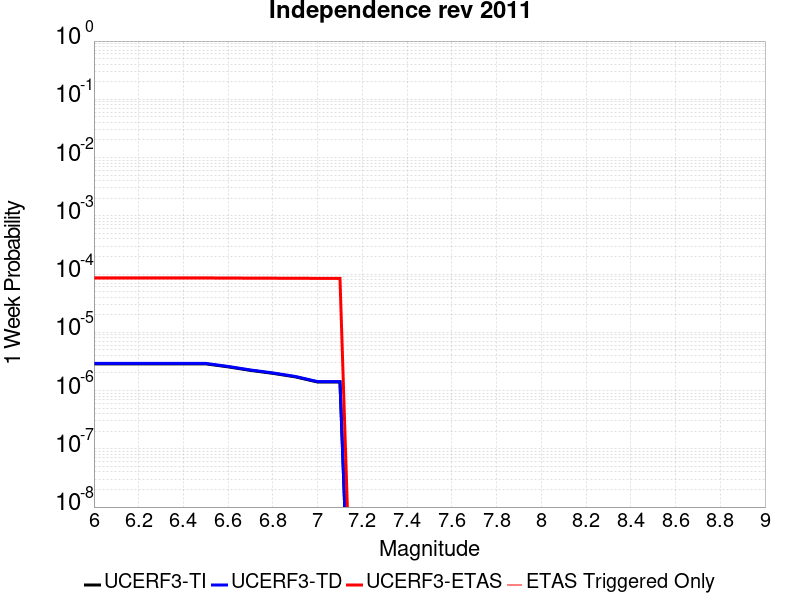 Independence rev 2011
10^0
10^-1
10^-2
10^-3
10^-4
10^-5
10^-6
10^-7
10^-8
1 Week Probability
6 6.2 6.4 6.6 6.8 7 7.2 7.4 7.6 7.8 8 8.2 8.4 8.6 8.8 9
Magnitude
UCERF3-TI UCERF3-TD UCERF3-ETAS ETAS Triggered Only